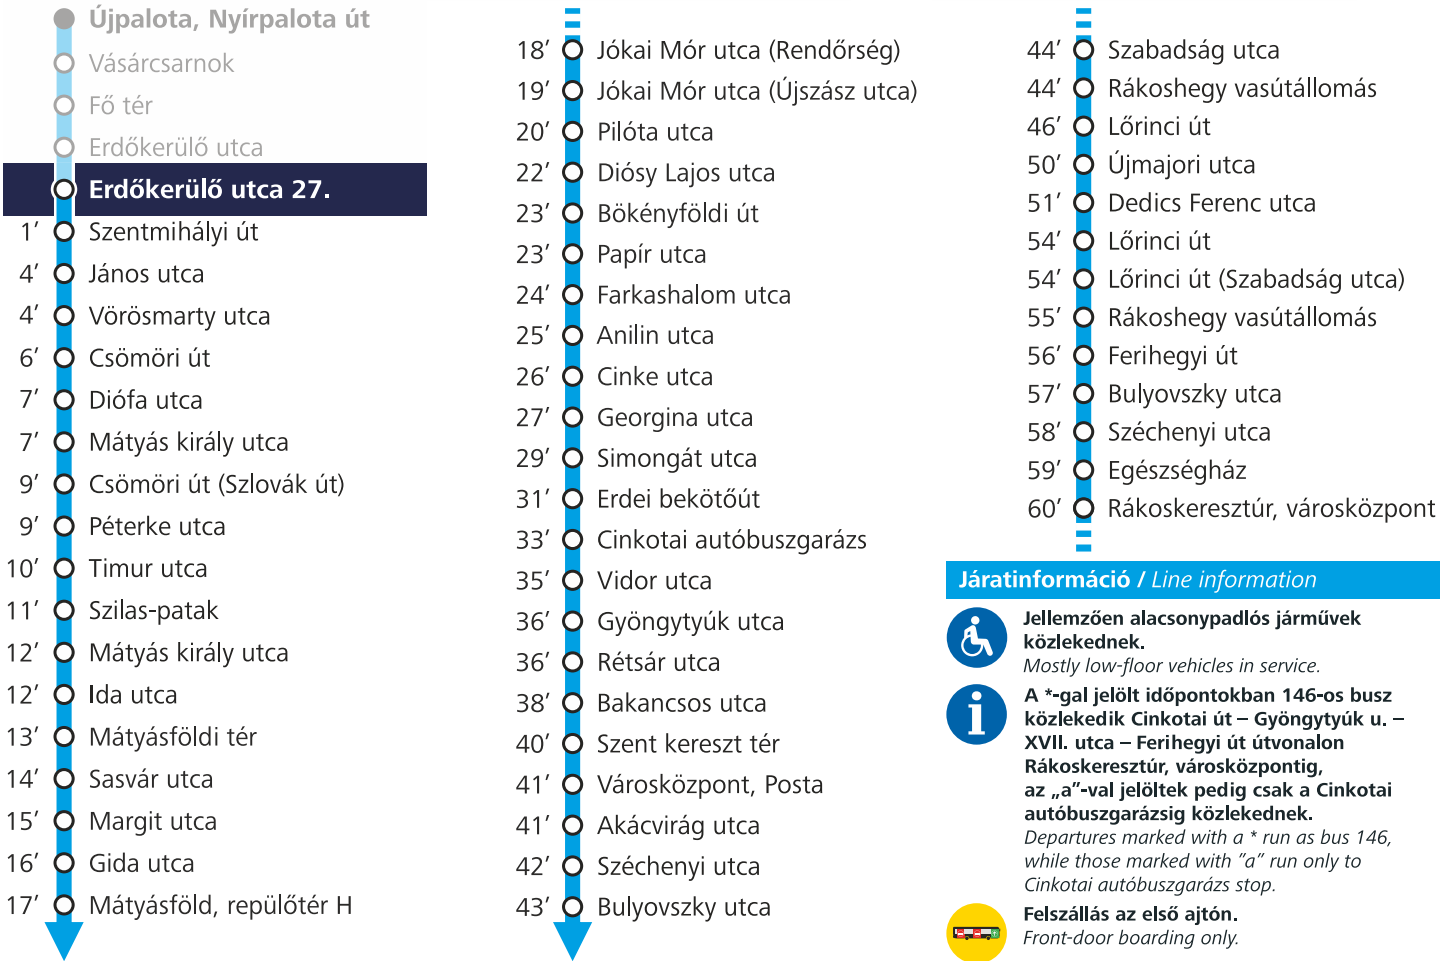 Újpalota, Nyírpalota út
Vásárcsarnok
Fő tér
Erdőkerülő utca
Erdőkerülő utca 27.
1’ Szentmihályi út
4’ János utca
4’ Vörösmarty utca
6’ Csömöri út
7’ Diófa utca
7’ Mátyás király utca
9’ Csömöri út (Szlovák út)
9’ Péterke utca
10’ Timur utca
11’ Szilas-patak
12’ Mátyás király utca
12’ Ida utca
13’ Mátyásföldi tér
14’ Sasvár utca
15’ Margit utca
16’ Gida utca
17’ Mátyásföld, repülőtér H
18’ Jókai Mór utca (Rendőrség)
19’ Jókai Mór utca (Újszász utca)
20’ Pilóta utca
22’ Diósy Lajos utca
23’ Bökényföldi út
23’ Papír utca
24’ Farkashalom utca
25’ Anilin utca
26’ Cinke utca
27’ Georgina utca
29’ Simongát utca
31’ Erdei bekötőút
33’ Cinkotai autóbuszgarázs
35’ Vidor utca
36’ Gyöngytyúk utca
36’ Rétsár utca
38’ Bakancsos utca
40’ Szent kereszt tér
41’ Városközpont, Posta
41’ Akácvirág utca
42’ Széchenyi utca
43’ Bulyovszky utca
44’ Szabadság utca
44’ Rákoshegy vasútállomás
46’ Lőrinci út
50’ Újmajori utca
51’ Dedics Ferenc utca
54’ Lőrinci út
54’ Lőrinci út (Szabadság utca)
55’ Rákoshegy vasútállomás
56’ Ferihegyi út
57’ Bulyovszky utca
58’ Széchenyi utca
59’ Egészségház
60’ Rákoskeresztúr, városközpont
Járatinformáció / Line information
Jellemzően alacsonypadlós járművek
közlekednek.
Mostly low-floor vehicles in service.
A *-gal jelölt időpontokban 146-os busz
közlekedik Cinkotai út – Gyöngytyúk u. –
XVII. utca – Ferihegyi út útvonalon
Rákoskeresztúr, városközpontig,
az „a”-val jelöltek pedig csak a Cinkotai
autóbuszgarázsig közlekednek.
Departures marked with a * run as bus 146,
while those marked with ”a” run only to
Cinkotai autóbuszgarázs stop.
Felszállás az első ajtón.
Front-door boarding only.